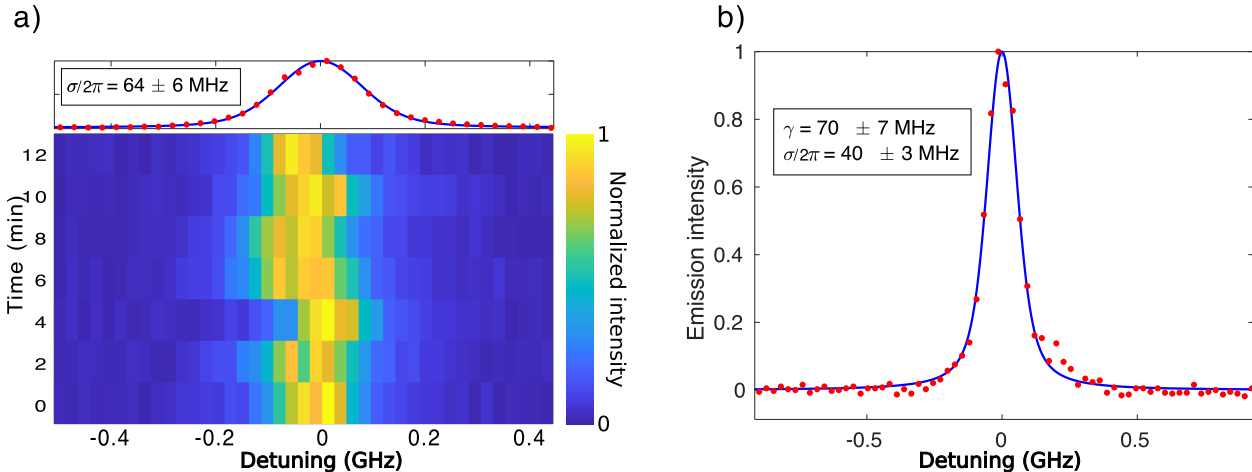 a)
σ/2π = 64 ± 6 MHz
Time (min)
12
10
8
6
4
2
0
-0.4
-0.2
0
0.2
0.4
Detuning (GHz)
1
0
Normalized intensity
b)
γ = 70 ± 7 MHz
σ/2π = 40 ± 3 MHz
Emission intensity
1
0.8
0.6
0.4
0.2
0
-0.5
0
0.5
Detuning (GHz)